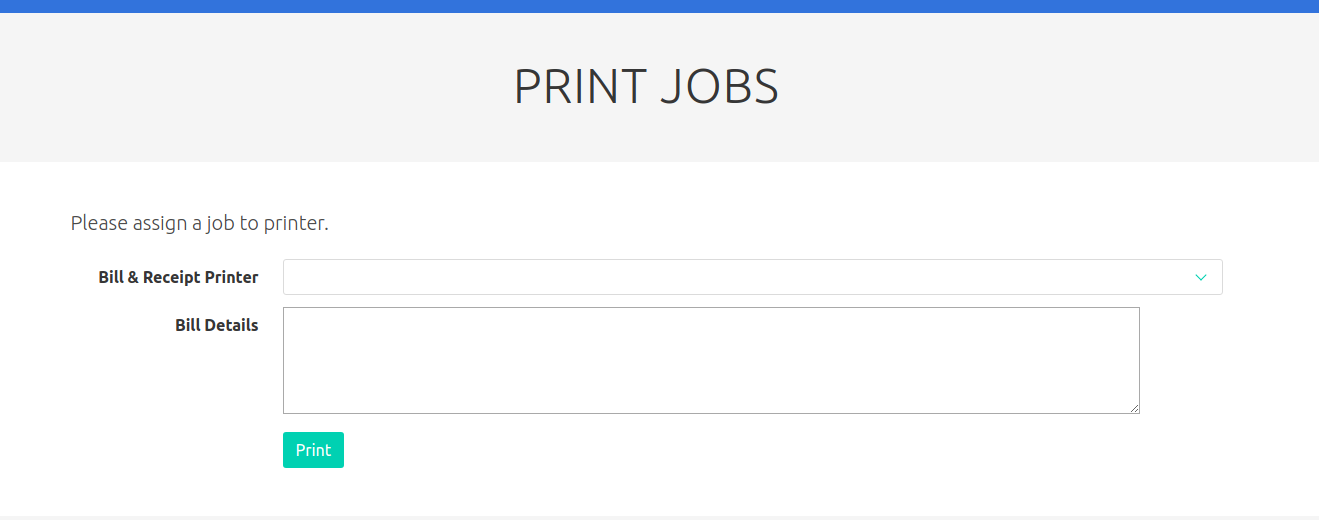 PRINT JOBS
Please assign a job to printer.
Bill & Receipt Printer
Bill Details
Print